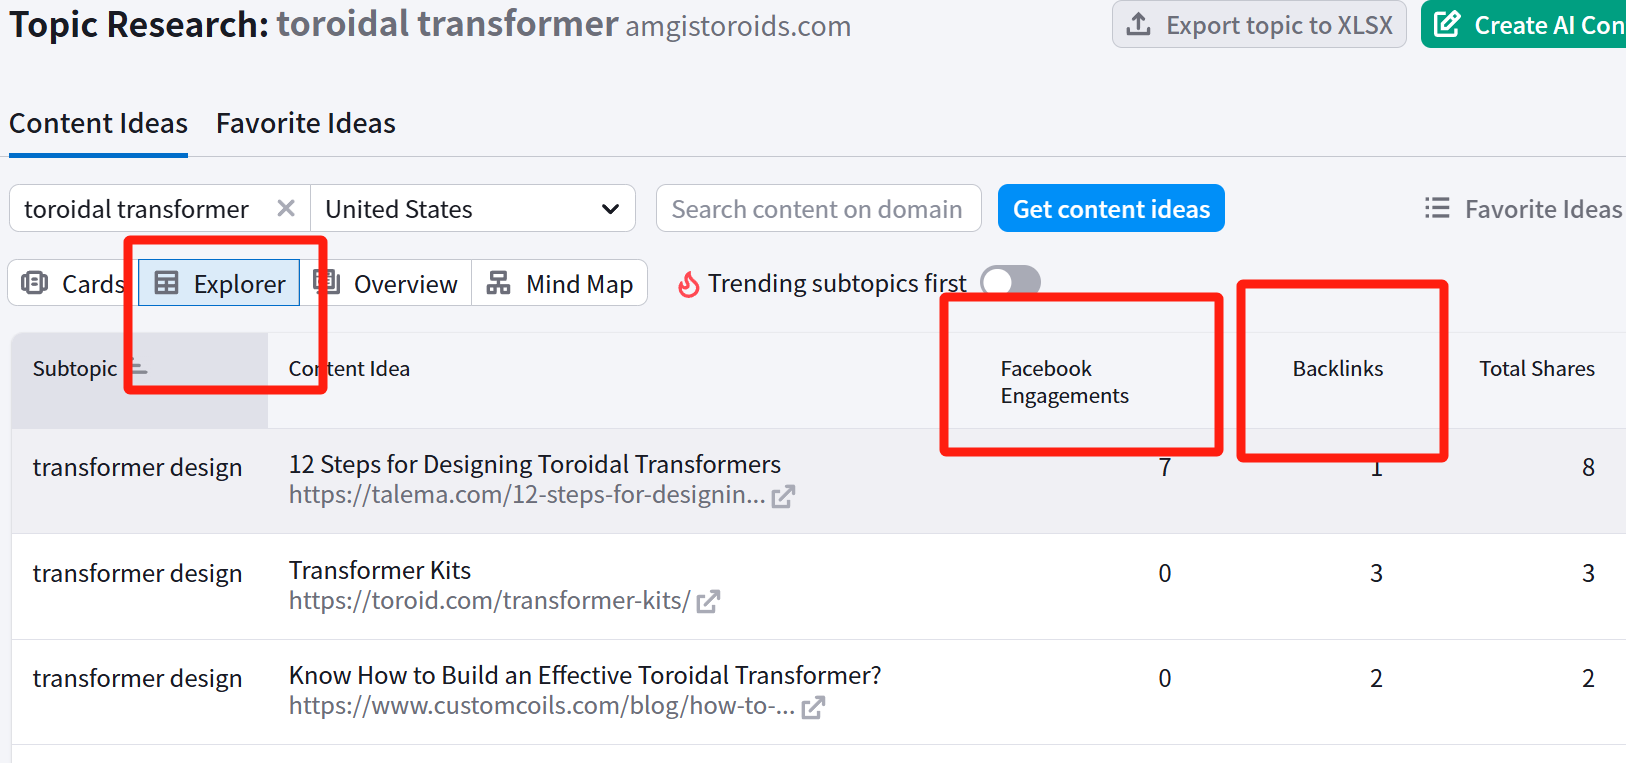 Topic Research: toroidal transformer amgistoroids.com
Export topic to XLSX
Create AI Con
Content Ideas
Favorite Ideas
toroidal transformer
United States
Search content on domain
Get content ideas
Favorite Ideas
Cards
Explorer
Overview
Mind Map
Trending subtopics first
Subtopic
Content Idea
Facebook
Engagements
Backlinks
Total Shares
transformer design
12 Steps for Designing Toroidal Transformers
https://talema.com/12-steps-for-designin...
7
1
8
transformer design
Transformer Kits
https://toroid.com/transformer-kits/
0
3
3
transformer design
Know How to Build an Effective Toroidal Transformer?
https://www.customcoils.com/blog/how-to-...
0
2
2